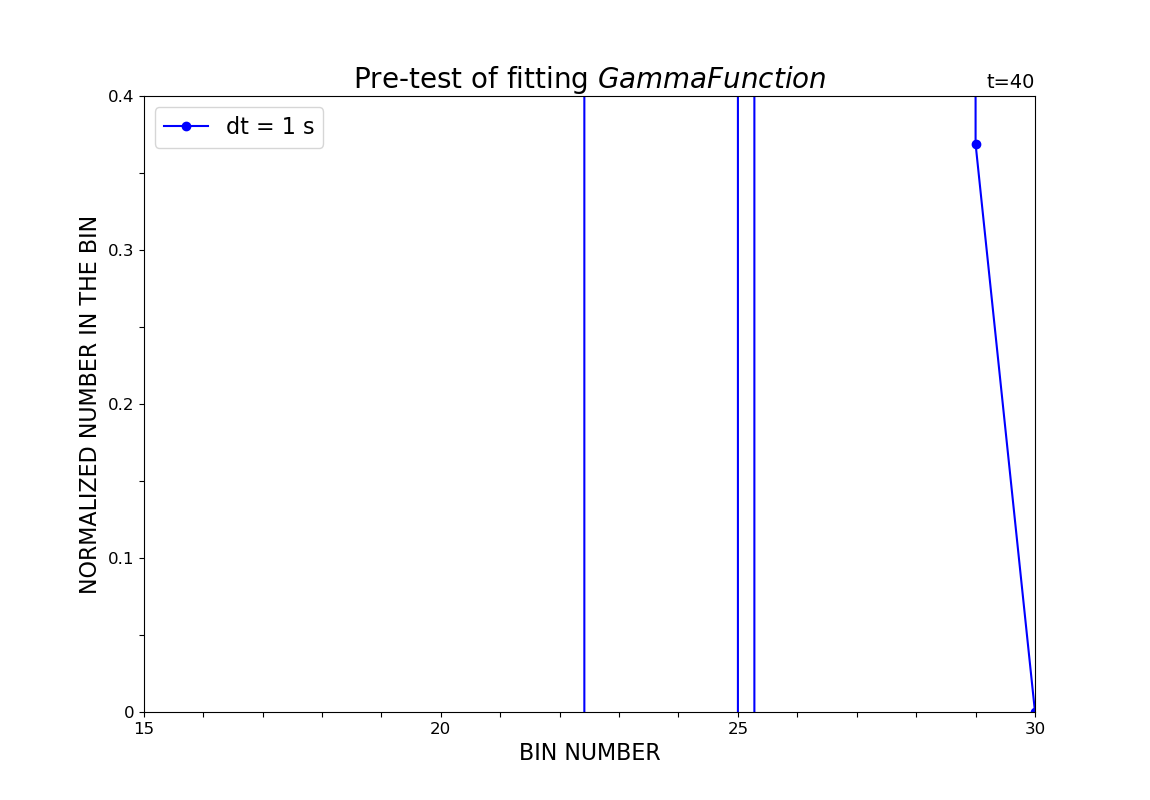 Pre-test of fitting GammaFunction
t=40
dt = 1 s
0.4
0.3
0.2
0.1
0
NORMALIZED NUMBER IN THE BIN
15
20
25
30
BIN NUMBER